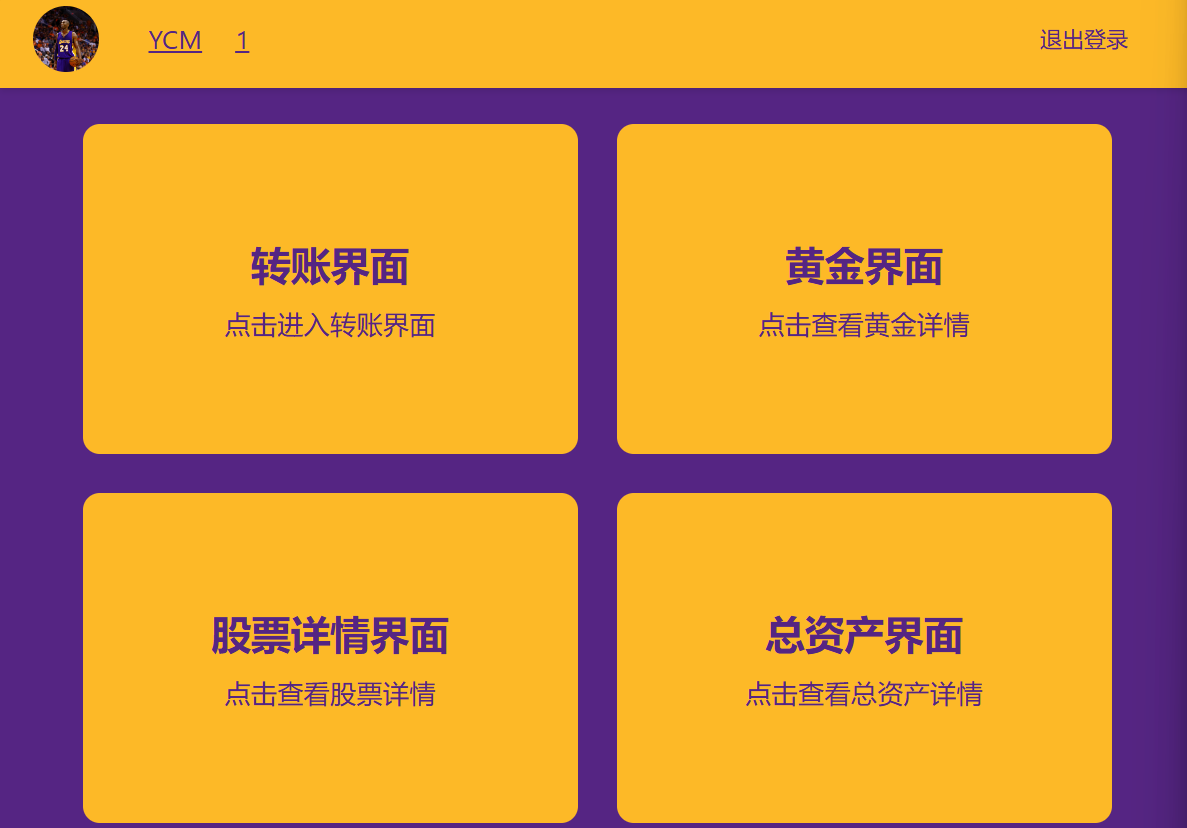 YCM 1 退出登录
转账界面
点击进入转账界面
黄金界面
点击查看黄金详情
股票详情界面
点击查看股票详情
总资产界面
点击查看总资产详情
24